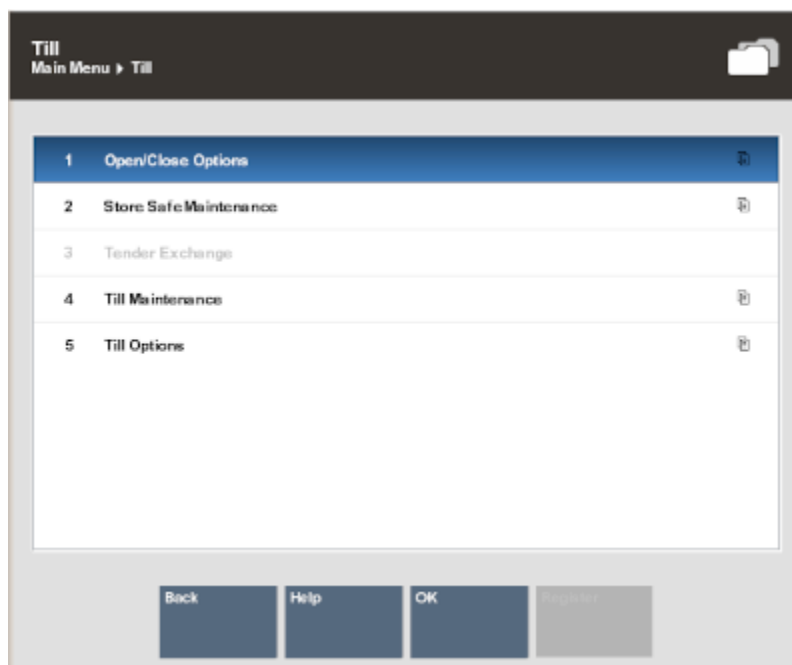 Till
Main Menu ▸ Till
1 Open/Close Options
2 Store Safe Maintenance
3 Tender Exchange
4 Till Maintenance
5 Till Options
Back Help OK Register